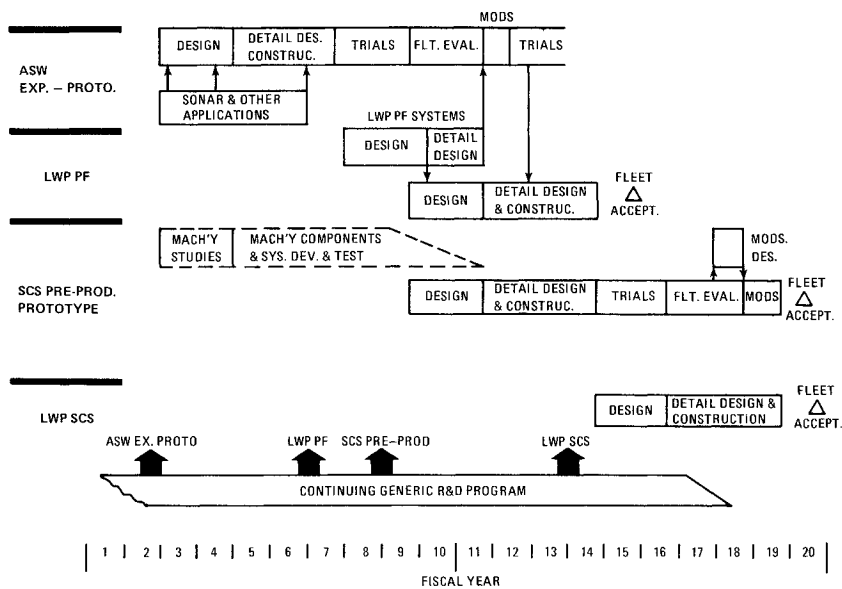 MODS
DESIGN
DETAIL DES.
CONSTRUC.
TRIALS
FLT. EVAL.
TRIALS
ASW
EXP. – PROTO.
SONAR & OTHER
APPLICATIONS
LWP PF SYSTEMS
DESIGN
DETAIL
DESIGN
LWP PF
DESIGN
DETAIL DESIGN
& CONSTRUC.
FLEET
ACCEPT.
MACH'Y
STUDIES
MACH'Y COMPONENTS
& SYS. DEV. & TEST
MODS.
DES.
SCS PRE-PROD.
PROTOTYPE
DESIGN
DETAIL DESIGN
& CONSTRUC.
TRIALS
FLT. EVAL.
MODS
FLEET
ACCEPT.
LWP SCS
DESIGN
DETAIL DESIGN &
CONSTRUCTION
FLEET
ACCEPT.
ASW EX. PROTO
LWP PF
SCS PRE–PROD
LWP SCS
CONTINUING GENERIC R&D PROGRAM
1 2 3 4 5 6 7 8 9 10 11 12 13 14 15 16 17 18 19 20
FISCAL YEAR